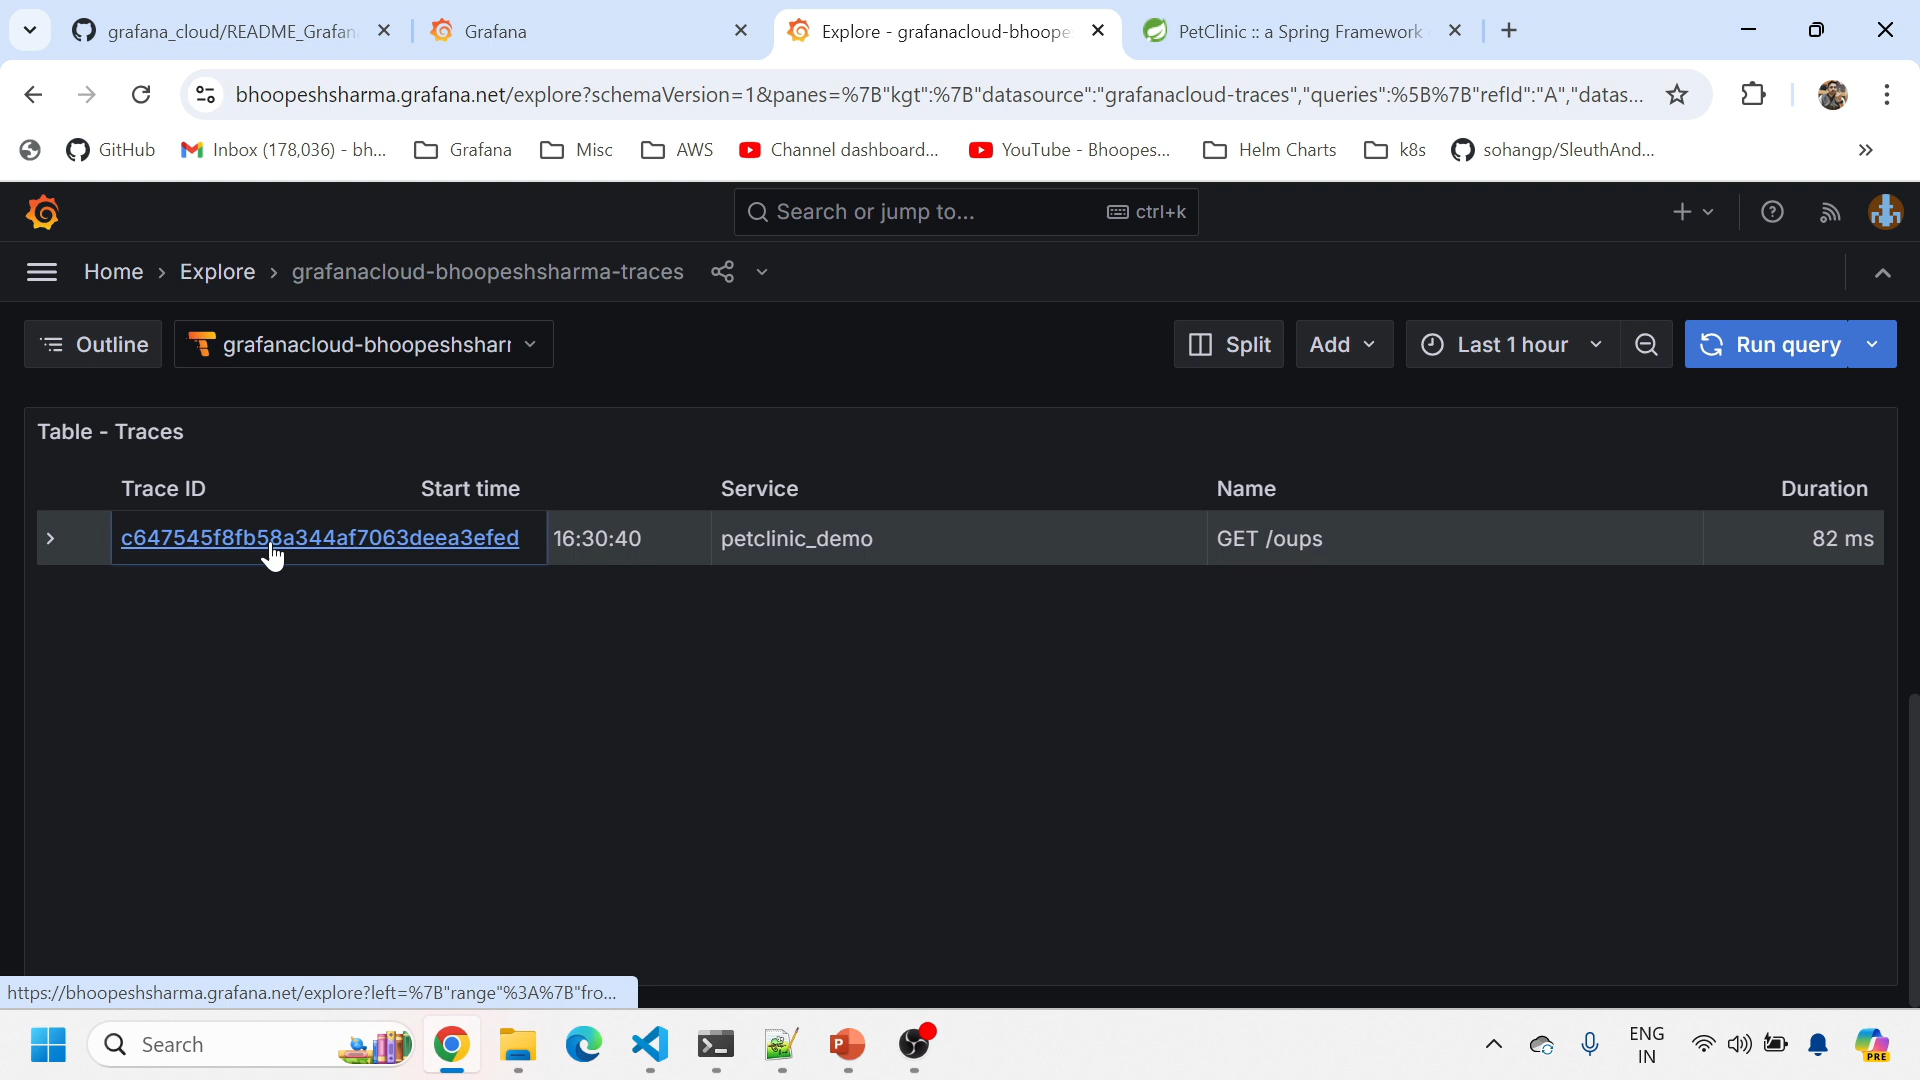 grafana_cloud/README_Grafan
Grafana
Explore - grafanacloud-bhoope
PetClinic :: a Spring Framework
bhoopeshsharma.grafana.net/explore?schemaVersion=1&panes=%7B"kgt":%7B"datasource":"grafanacloud-traces","queries":%5B%7B"refId":"A","datas...
GitHub
Inbox (178,036) - bh...
Grafana
Misc
AWS
Channel dashboard...
YouTube - Bhoopes...
Helm Charts
k8s
sohangp/SleuthAnd...
Search or jump to...
ctrl+k
Home › Explore › grafanacloud-bhoopeshsharma-traces
Outline
grafanacloud-bhoopeshshar
Split
Add
Last 1 hour
Run query
Table - Traces
Trace ID Start time Service Name Duration
c647545f8fb58a344af7063deea3efed 16:30:40 petclinic_demo GET /oups 82 ms
https://bhoopeshsharma.grafana.net/explore?left=%7B"range"%3A%7B"fro...
Search
ENG
IN
PRE